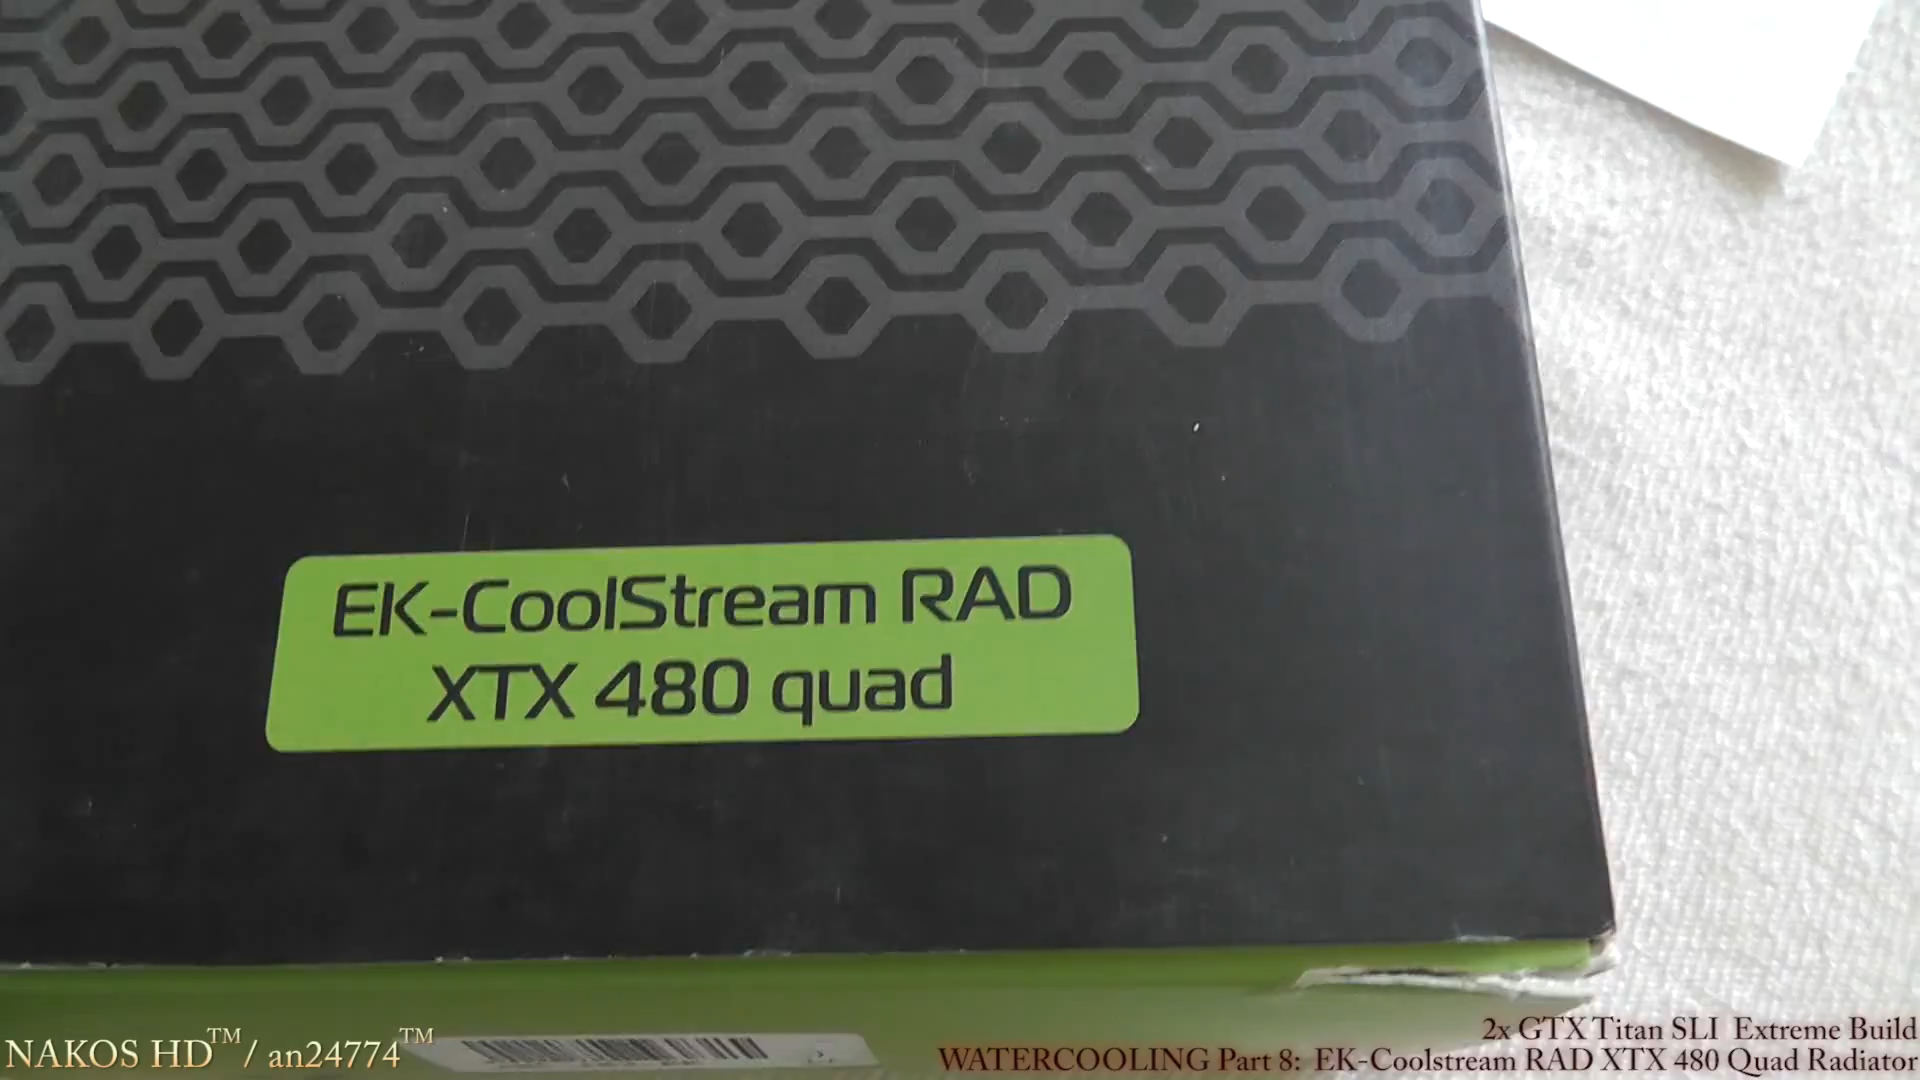 EK-CoolStream RAD
XTX 480 quad
NAKOS HD™ / an24774™
2x GTX Titan SLI Extreme Build
WATERCOOLING Part 8: EK-Coolstream RAD XTX 480 Quad Radiator